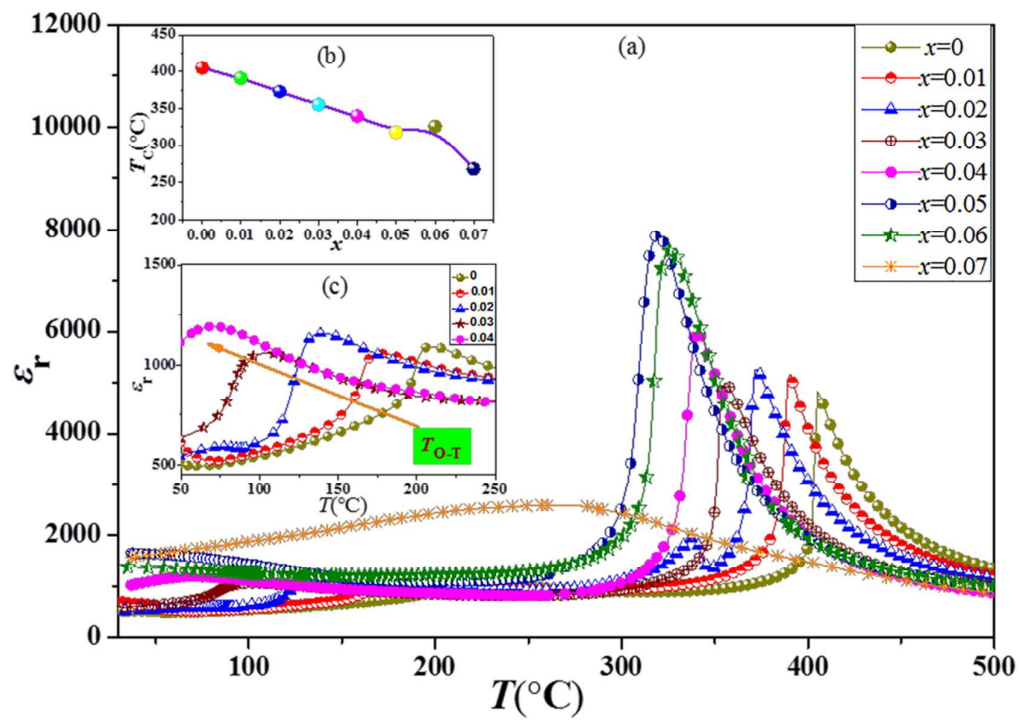 12000
10000
8000
6000
4000
2000
0
εr
100
200
300
400
500
T(°C)
(a)
x=0
x=0.01
x=0.02
x=0.03
x=0.04
x=0.05
x=0.06
x=0.07
(b)
450
400
350
300
250
200
TC(°C)
0.00 0.01 0.02 0.03 0.04 0.05 0.06 0.07
x
(c)
1500
1000
500
εr
0
0.01
0.02
0.03
0.04
TO-T
50 100 150 200 250
T(°C)